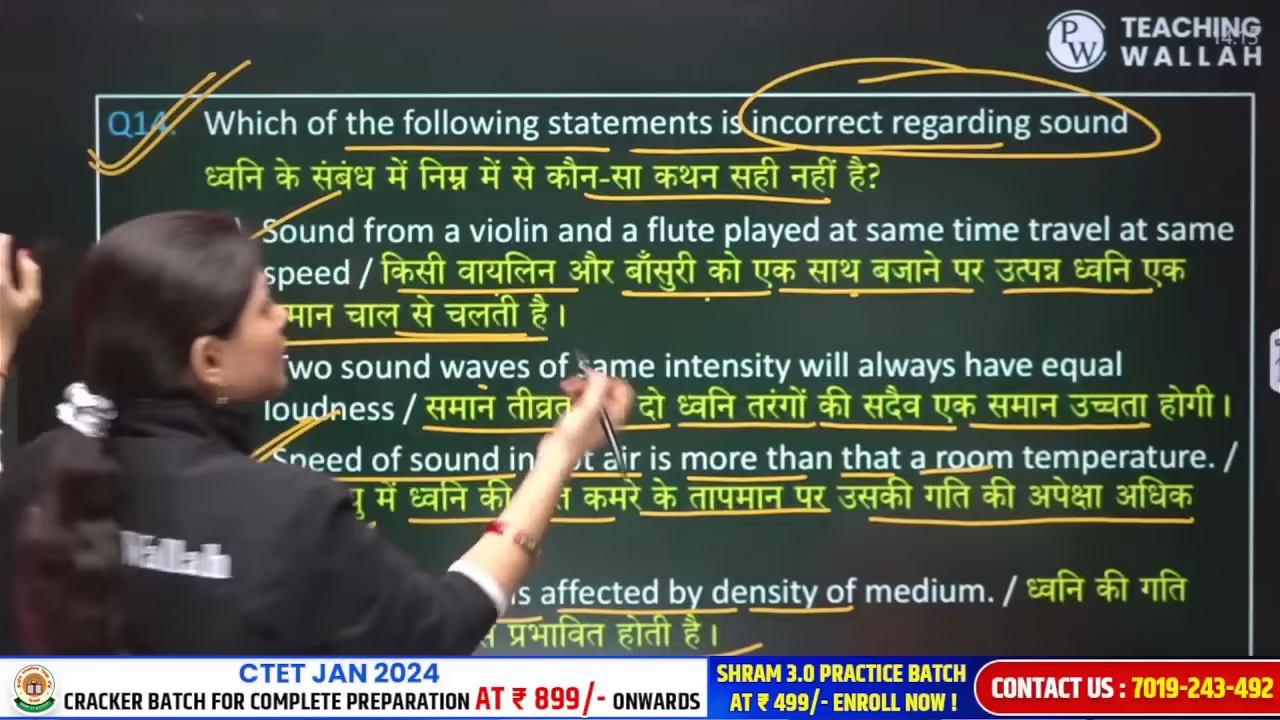 PW TEACHING
WALLAH
Q14. Which of the following statements is incorrect regarding sound
ध्वनि के संबंध में निम्न में से कौन-सा कथन सही नहीं है?
Sound from a violin and a flute played at same time travel at same
speed / किसी वायलिन और बाँसुरी को एक साथ बजाने पर उत्पन्न ध्वनि एक
चाल से चलती है।
Two sound waves of same intensity will always have equal
loudness / समान दो ध्वनि तरंगों की सदैव एक समान उच्चता होगी।
Speed of sound in air is more than that a room temperature. /
में ध्वनि की कमरे के तापमान पर उसकी गति की अपेक्षा अधिक
is affected by density of medium. / ध्वनि की गति
प्रभावित होती है।
Wallah
CTET JAN 2024
CRACKER BATCH FOR COMPLETE PREPARATION AT ₹ 899/- ONWARDS
SHRAM 3.0 PRACTICE BATCH
AT ₹ 499/- ENROLL NOW !
CONTACT US : 7019-243-492